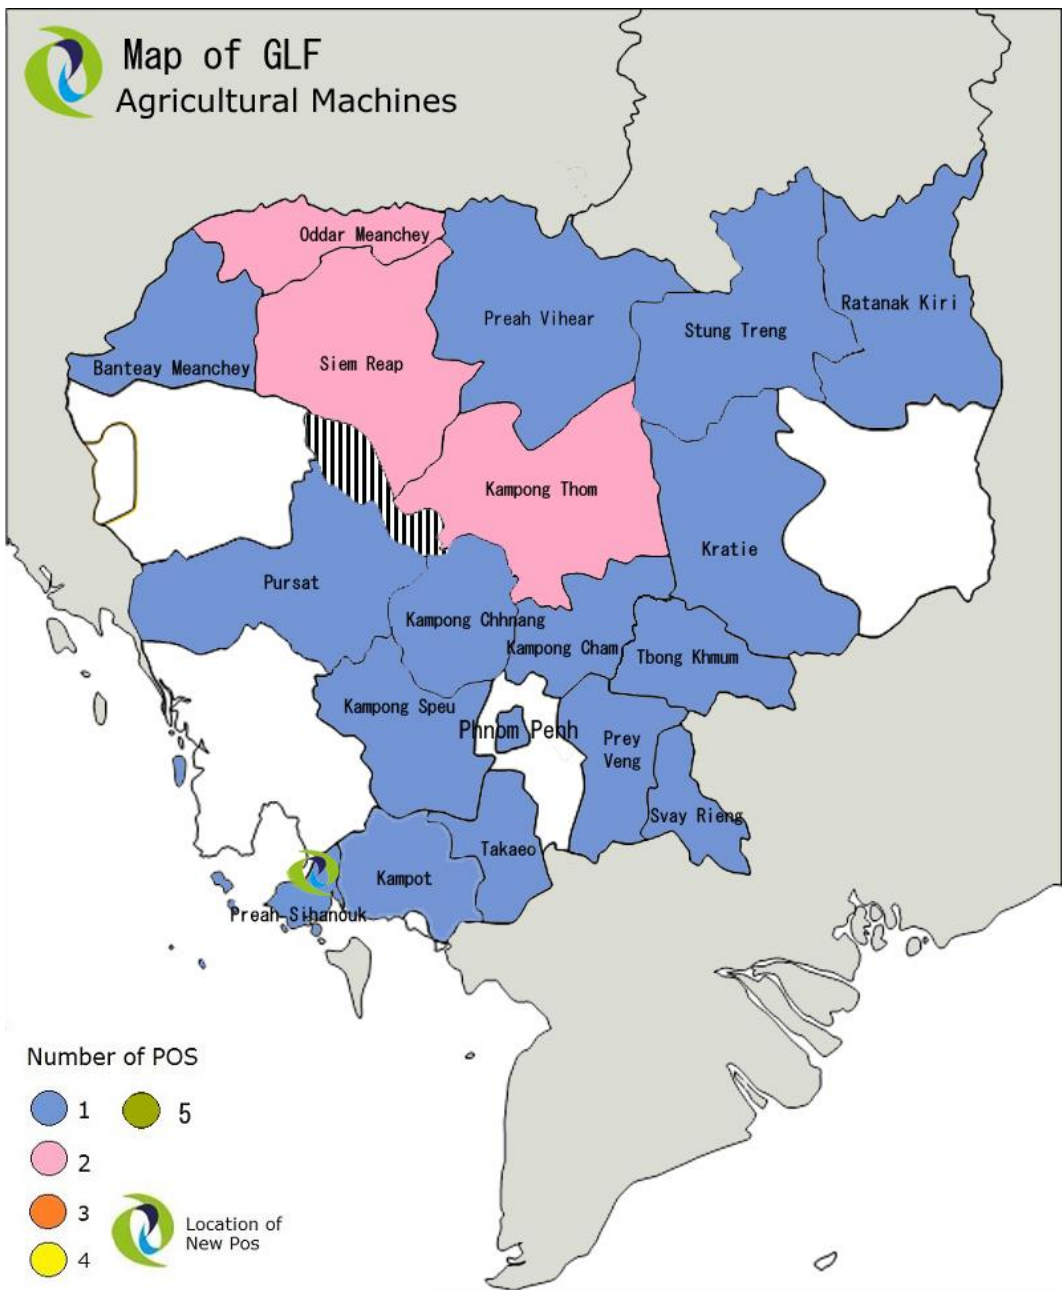 Map of GLF
Agricultural Machines
Oddar Meanchey
Preah Vihear
Stung Treng
Ratanak Kiri
Banteay Meanchey
Siem Reap
Kampong Thom
Kratie
Pursat
Kampong Chhnang
Kampong Cham
Tbong Khmum
Kampong Speu
Phnom Penh
Prey
Veng
Svay Rieng
Takaeo
Kampot
Preah Sihanouk
Number of POS
1
5
2
3
4
Location of
New Pos